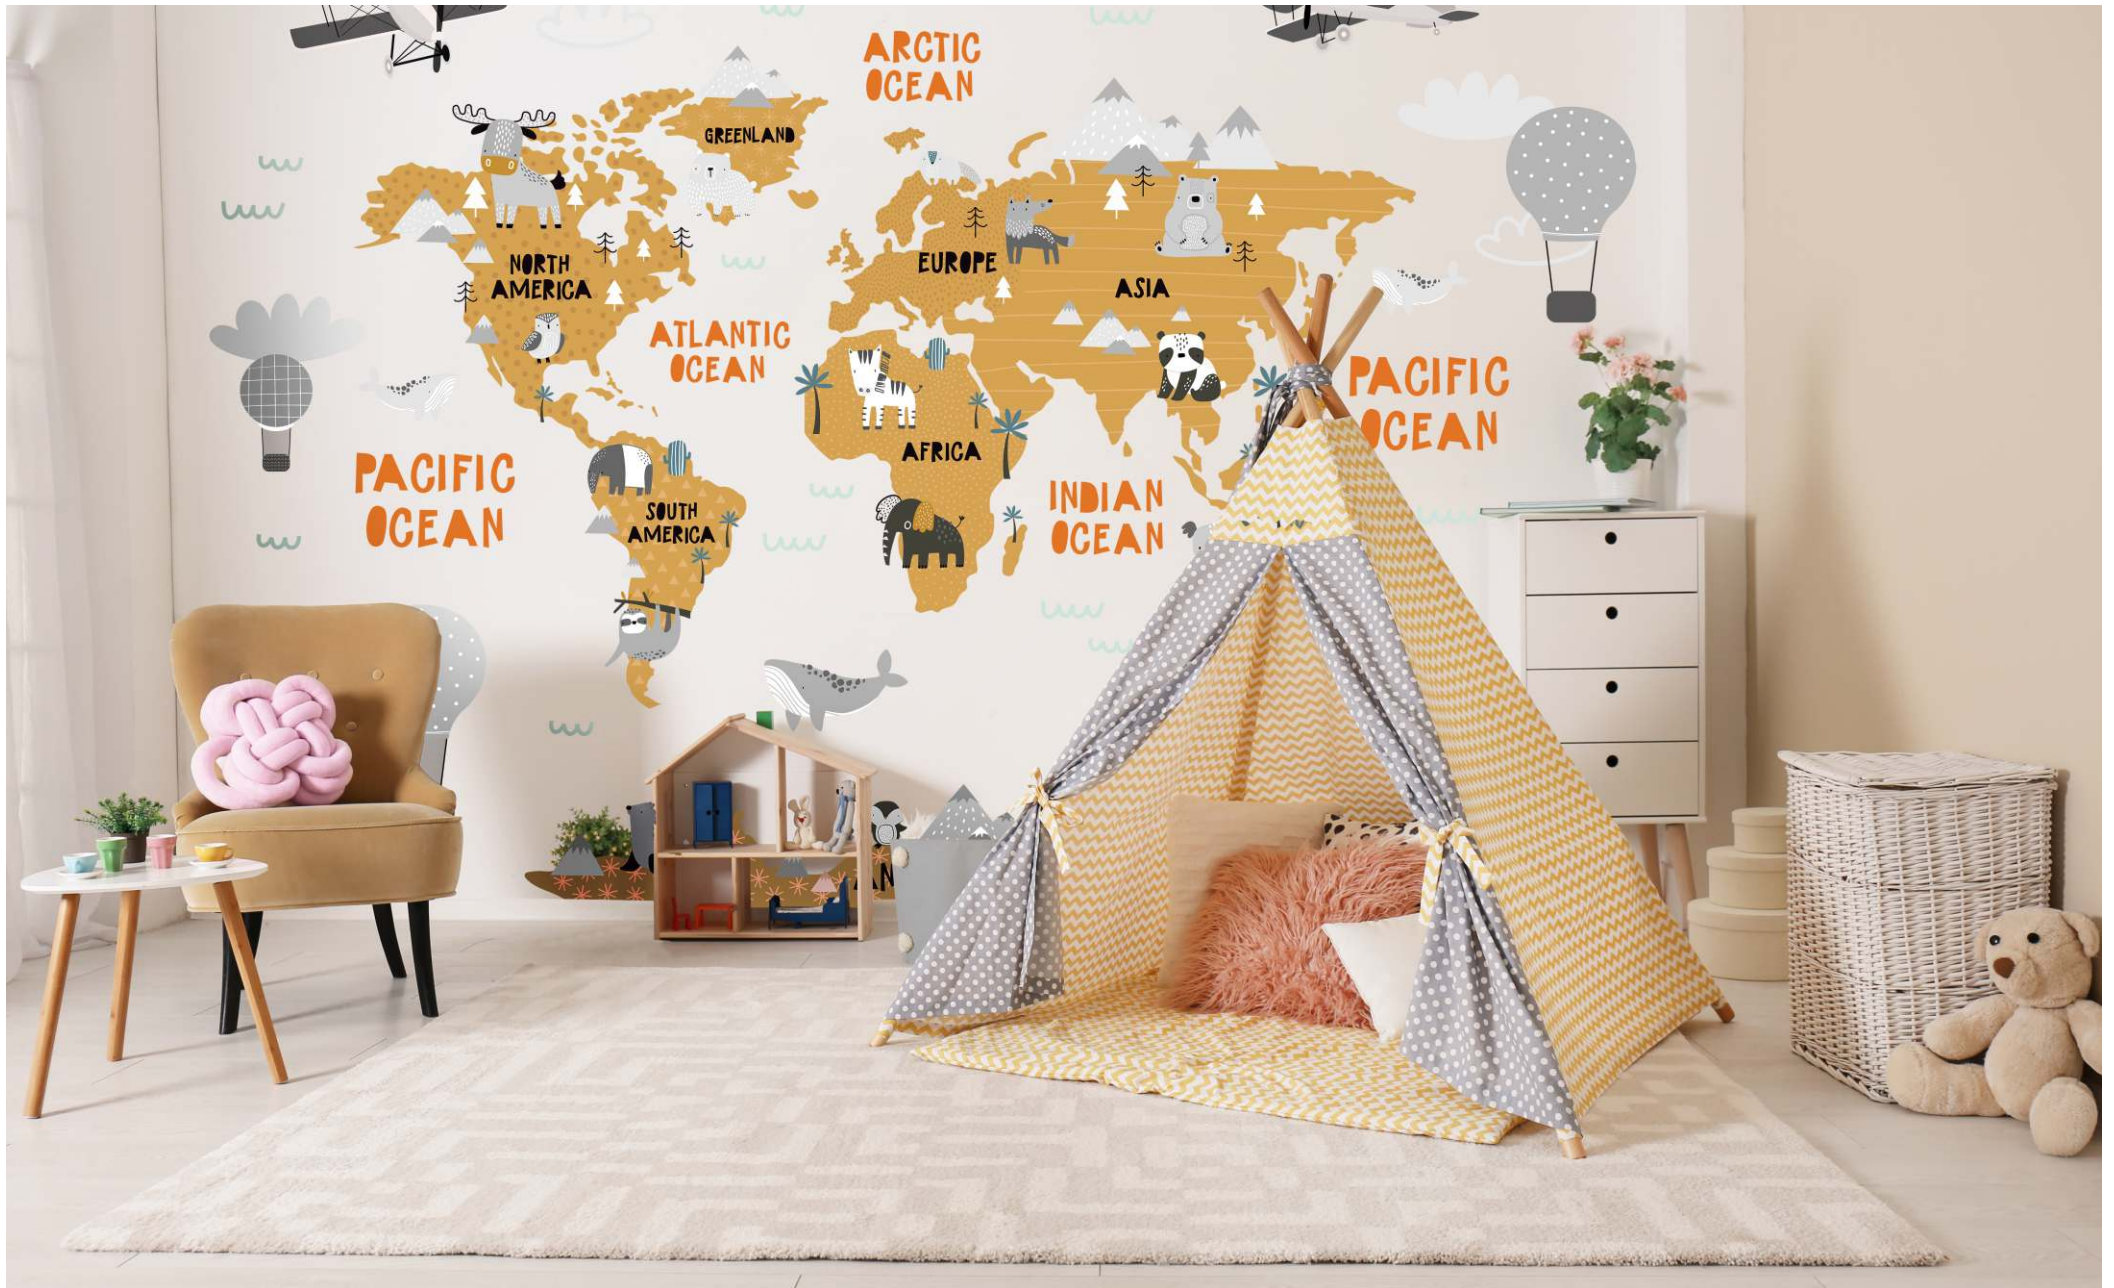 ARCTIC
OCEAN
GREENLAND
NORTH
AMERICA
EUROPE
ASIA
ATLANTIC
OCEAN
PACIFIC
OCEAN
AFRICA
PACIFIC
OCEAN
INDIAN
OCEAN
SOUTH
AMERICA